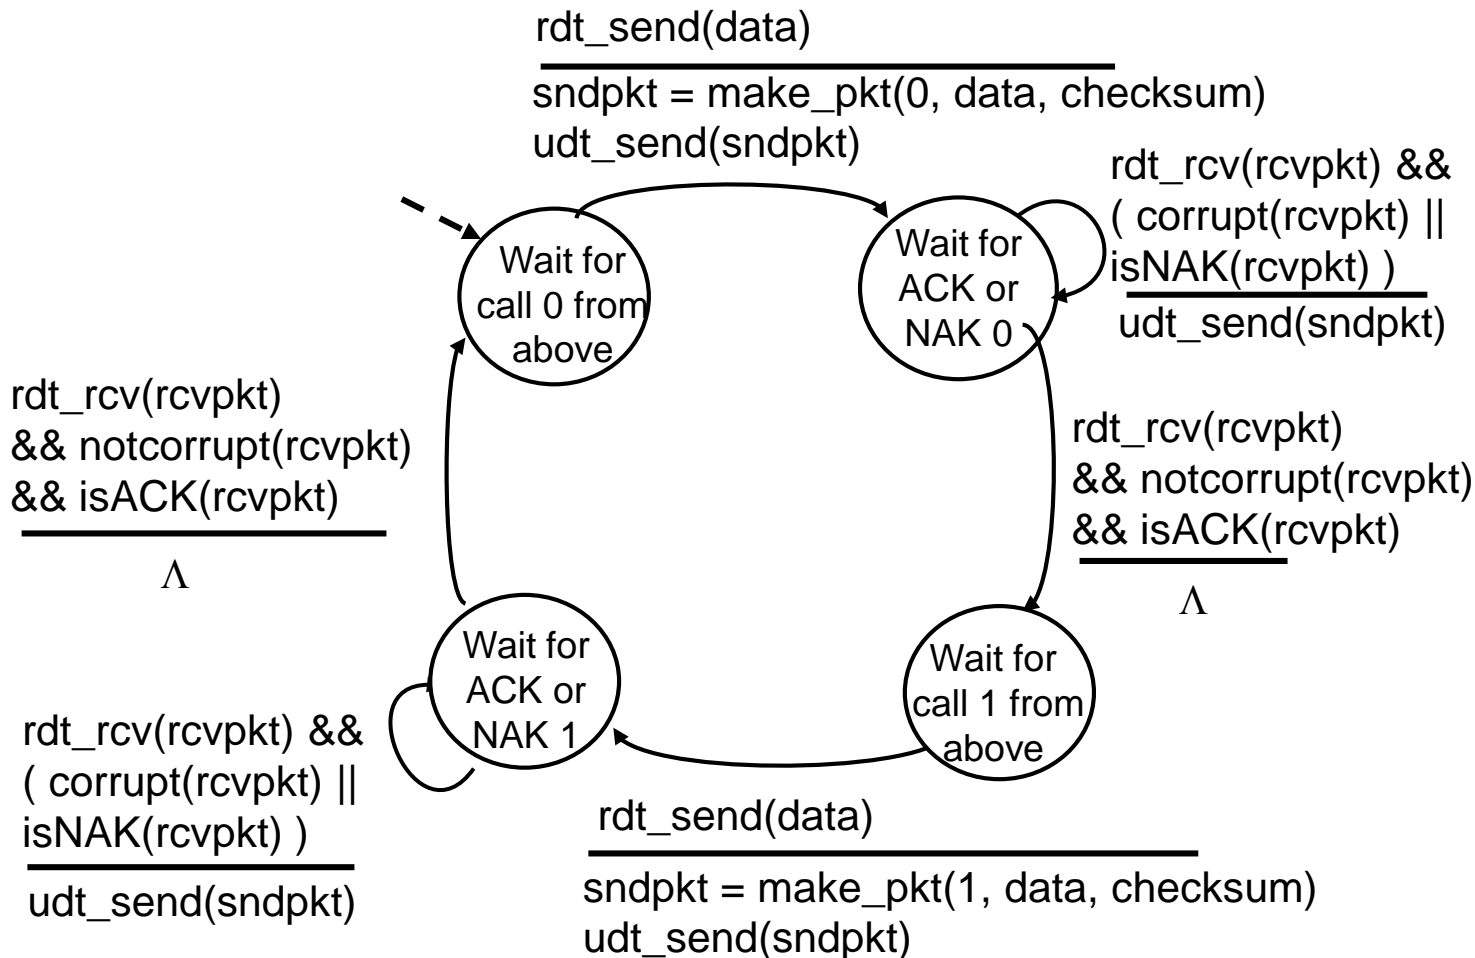 rdt_send(data)
sndpkt = make_pkt(0, data, checksum)
udt_send(sndpkt)
rdt_rcv(rcvpkt) &&
( corrupt(rcvpkt) ||
isNAK(rcvpkt) )
udt_send(sndpkt)
Wait for
call 0 from
above
Wait for
ACK or
NAK 0
rdt_rcv(rcvpkt)
&& notcorrupt(rcvpkt)
&& isACK(rcvpkt)
Λ
rdt_rcv(rcvpkt)
&& notcorrupt(rcvpkt)
&& isACK(rcvpkt)
Λ
Wait for
ACK or
NAK 1
Wait for
call 1 from
above
rdt_rcv(rcvpkt) &&
( corrupt(rcvpkt) ||
isNAK(rcvpkt) )
udt_send(sndpkt)
rdt_send(data)
sndpkt = make_pkt(1, data, checksum)
udt_send(sndpkt)